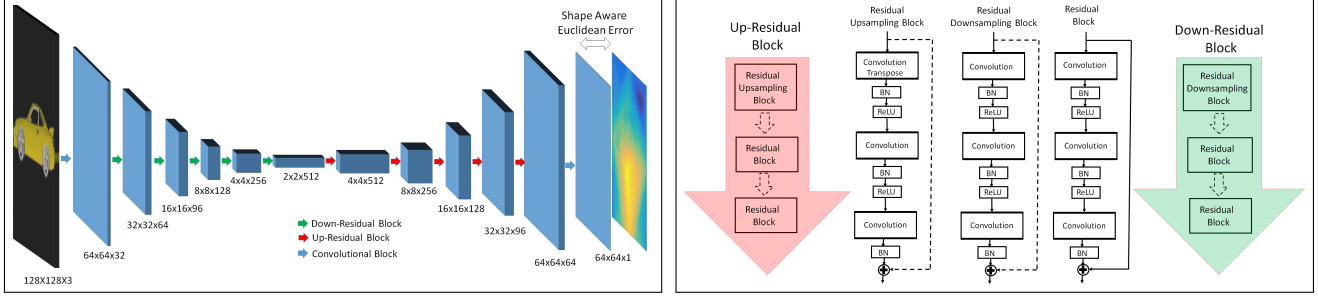 Shape Aware
Euclidean Error
128X128X3
64x64x32
32x32x64
16x16x96
8x8x128
4x4x256
2x2x512
4x4x512
8x8x256
16x16x128
32x32x96
64x64x64
64x64x1
Down-Residual Block
Up-Residual Block
Convolutional Block
Up-Residual
Block
Residual
Upsampling
Block
Residual
Block
Residual
Block
Residual
Upsampling Block
Convolution
Transpose
BN
ReLU
Convolution
BN
ReLU
Convolution
BN
Residual
Downsampling Block
Convolution
BN
ReLU
Convolution
BN
ReLU
Convolution
BN
Residual
Block
Convolution
BN
ReLU
Convolution
BN
ReLU
Convolution
BN
Down-Residual
Block
Residual
Downsampling
Block
Residual
Block
Residual
Block